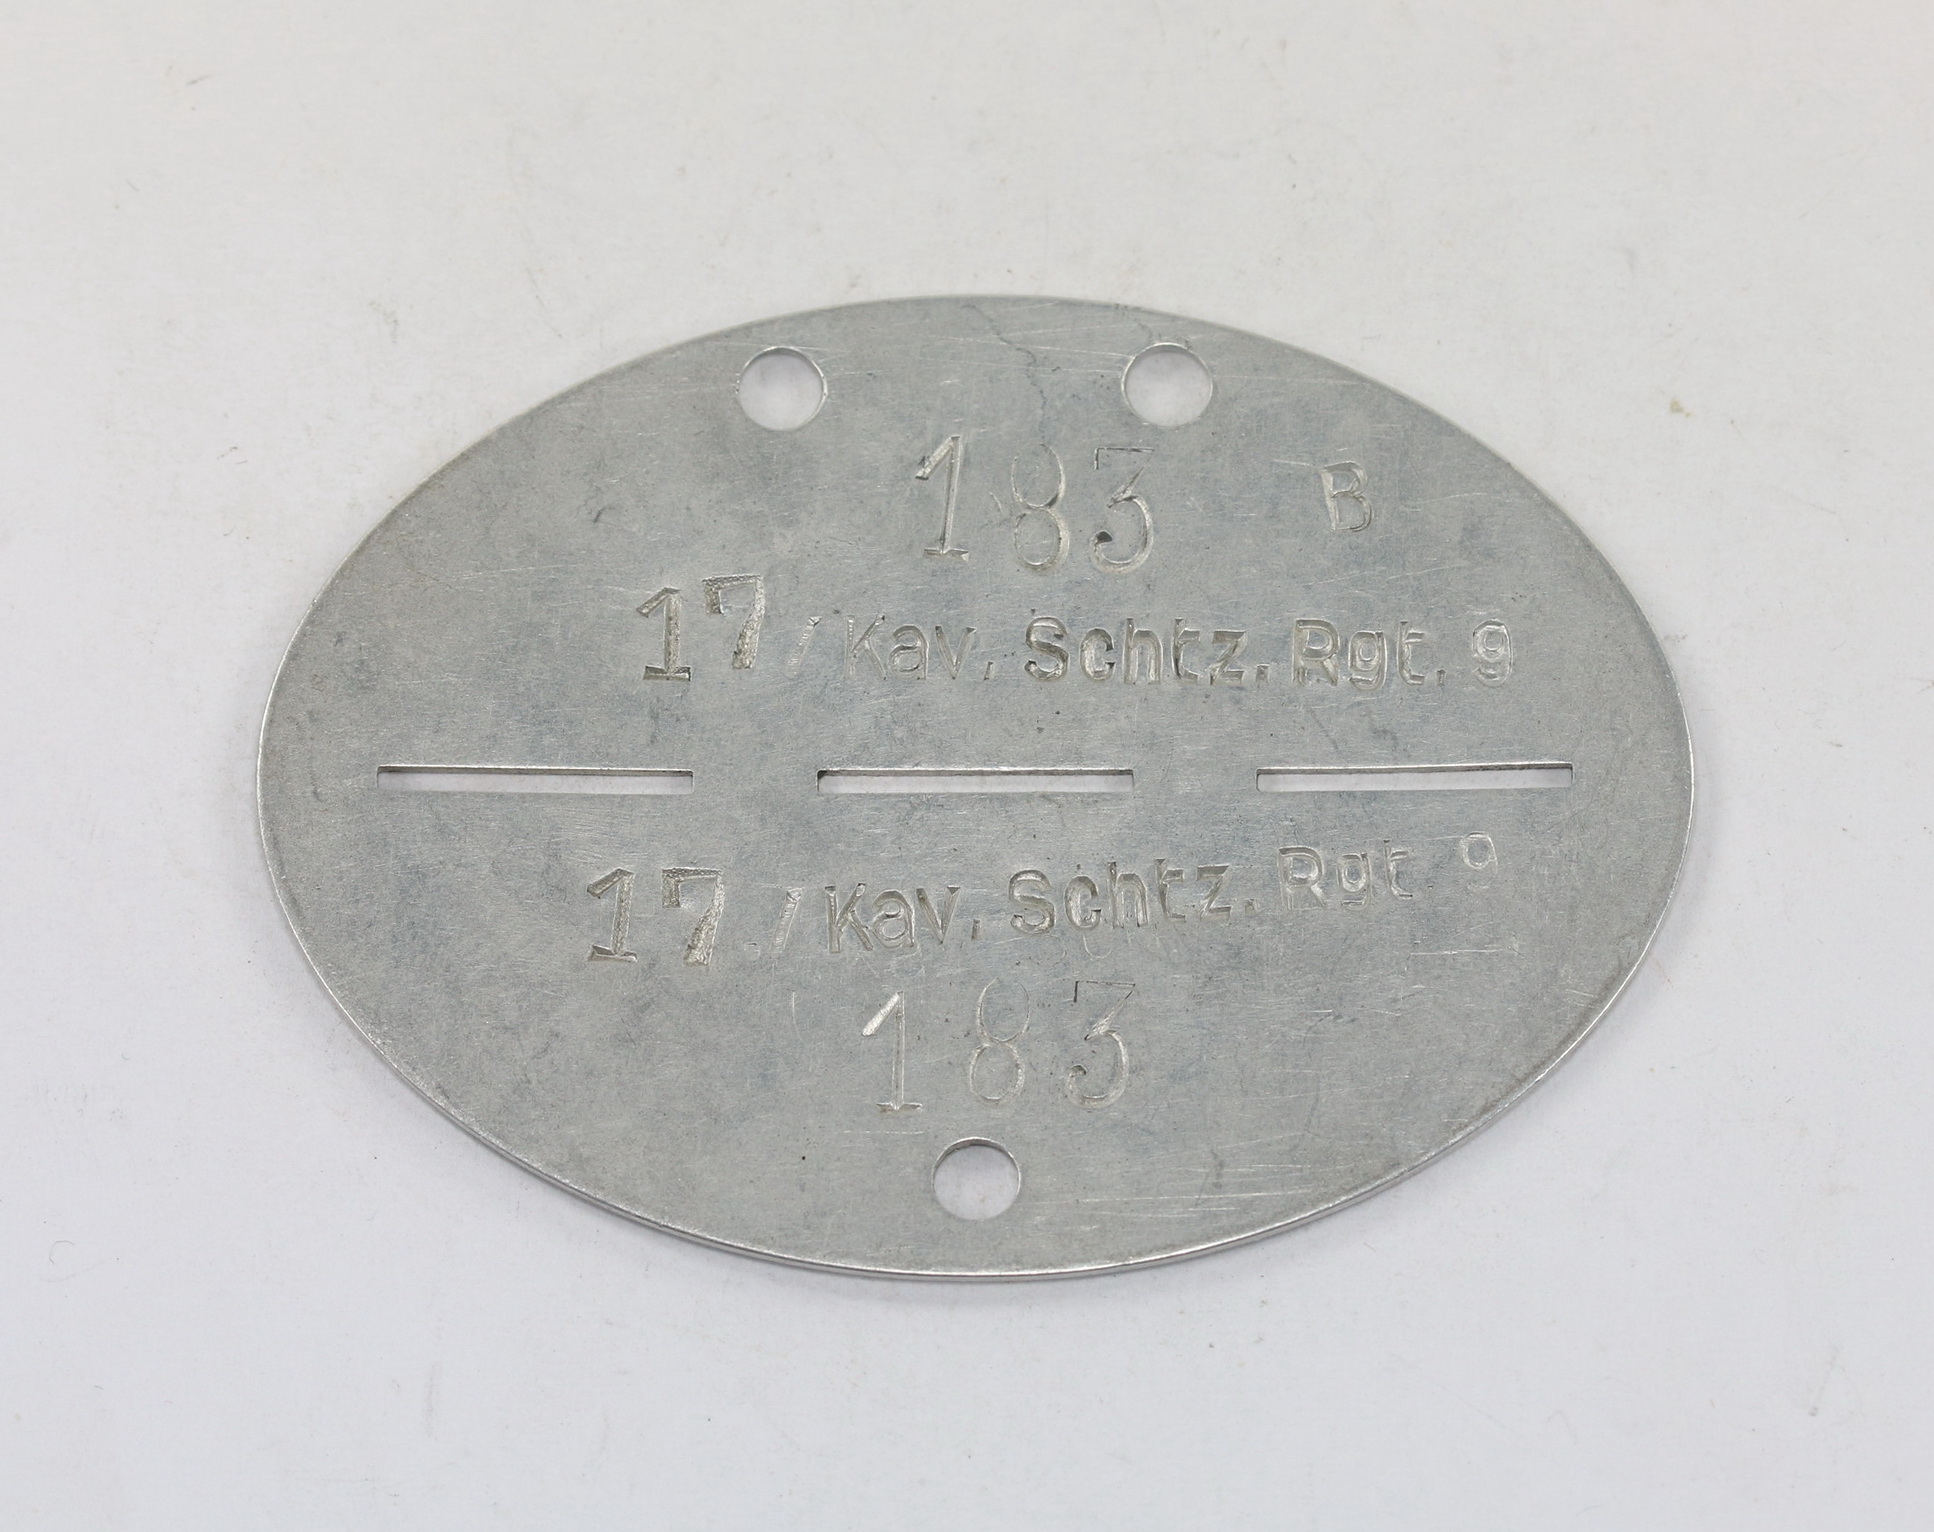 183 B
17/Kav. Schtz. Rgt. 9
17./Kav. Schtz. Rgt 9
183